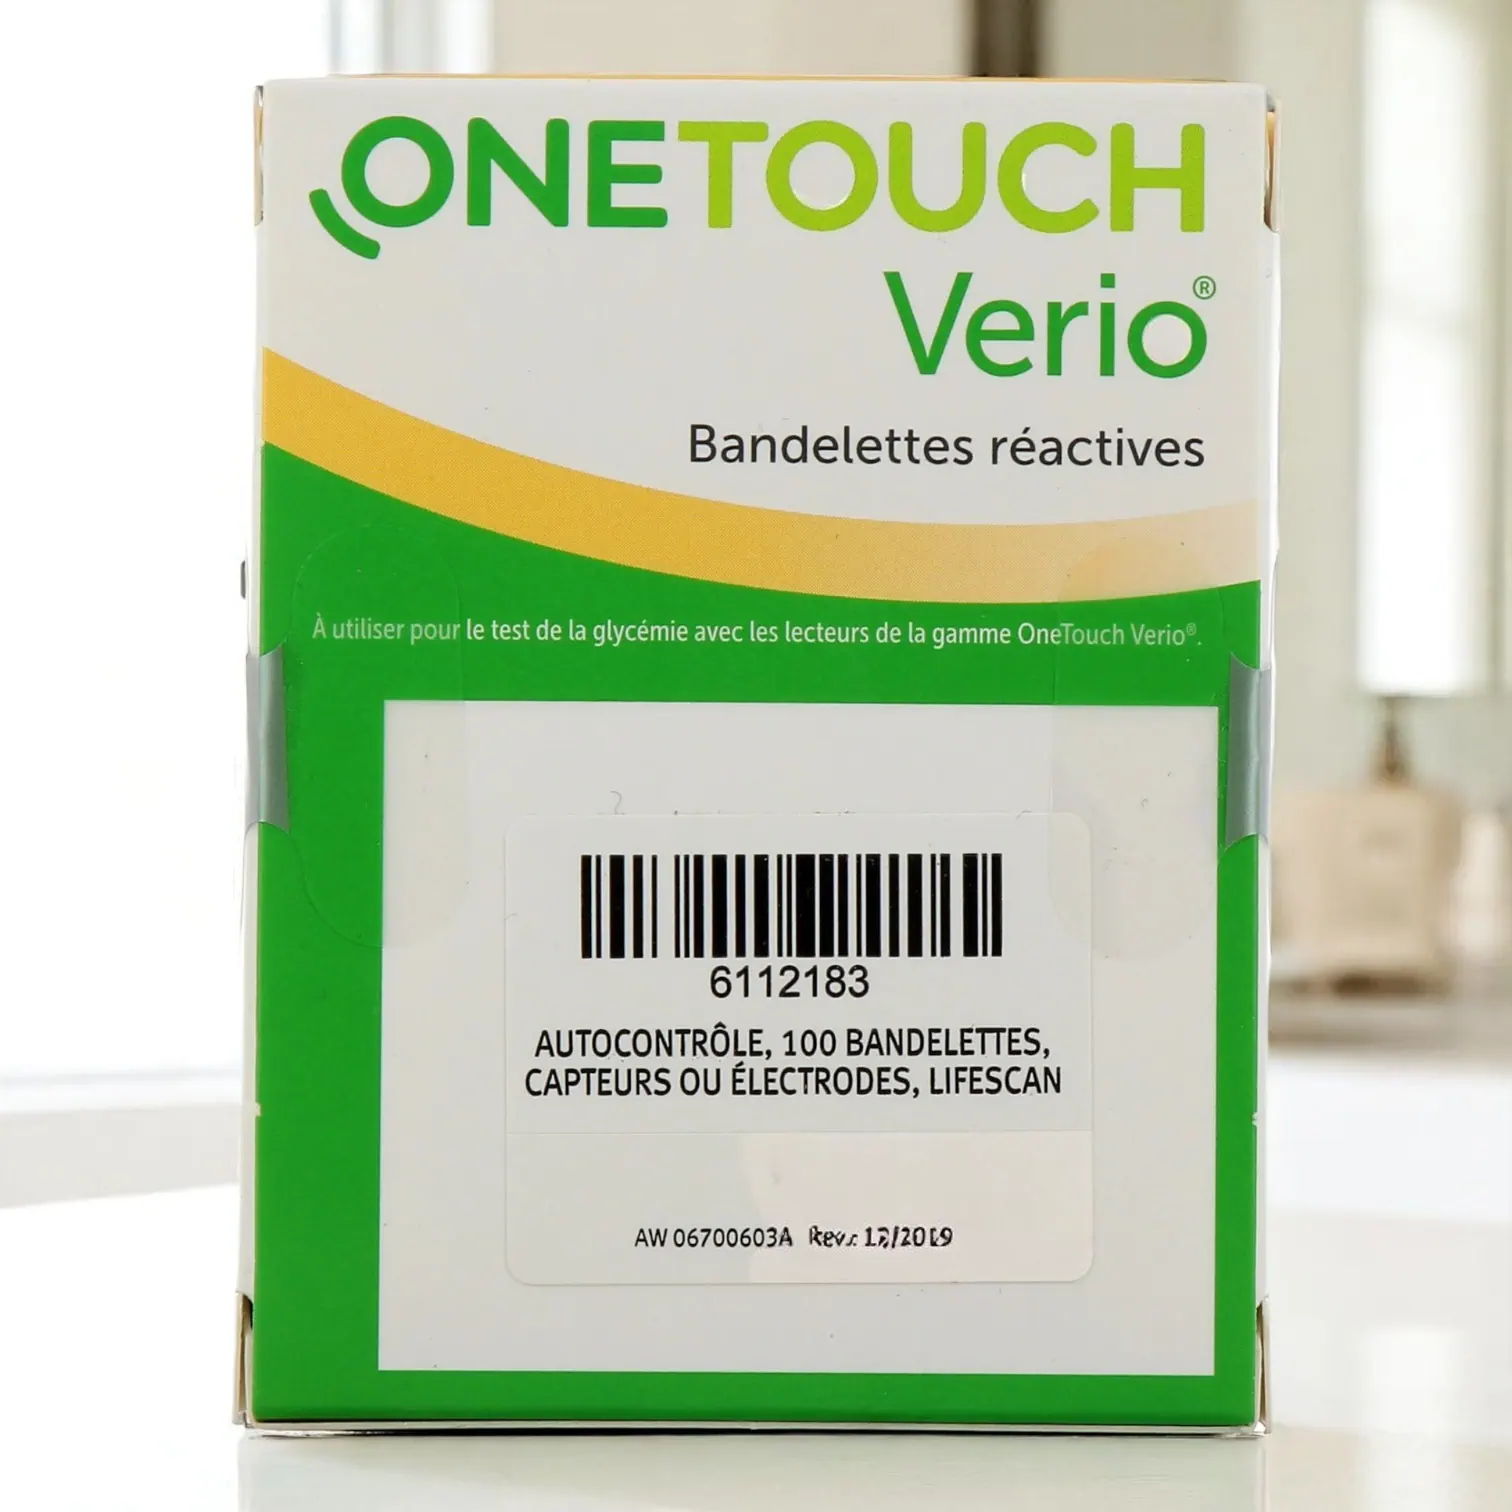 ONETOUCH
Verio®
Bandelettes réactives
À utiliser pour le test de la glycémie avec les lecteurs de la gamme OneTouch Verio®.
6112183
AUTOCONTRÔLE, 100 BANDELETTES,
CAPTEURS OU ÉLECTRODES, LIFESCAN
AW 06700603A